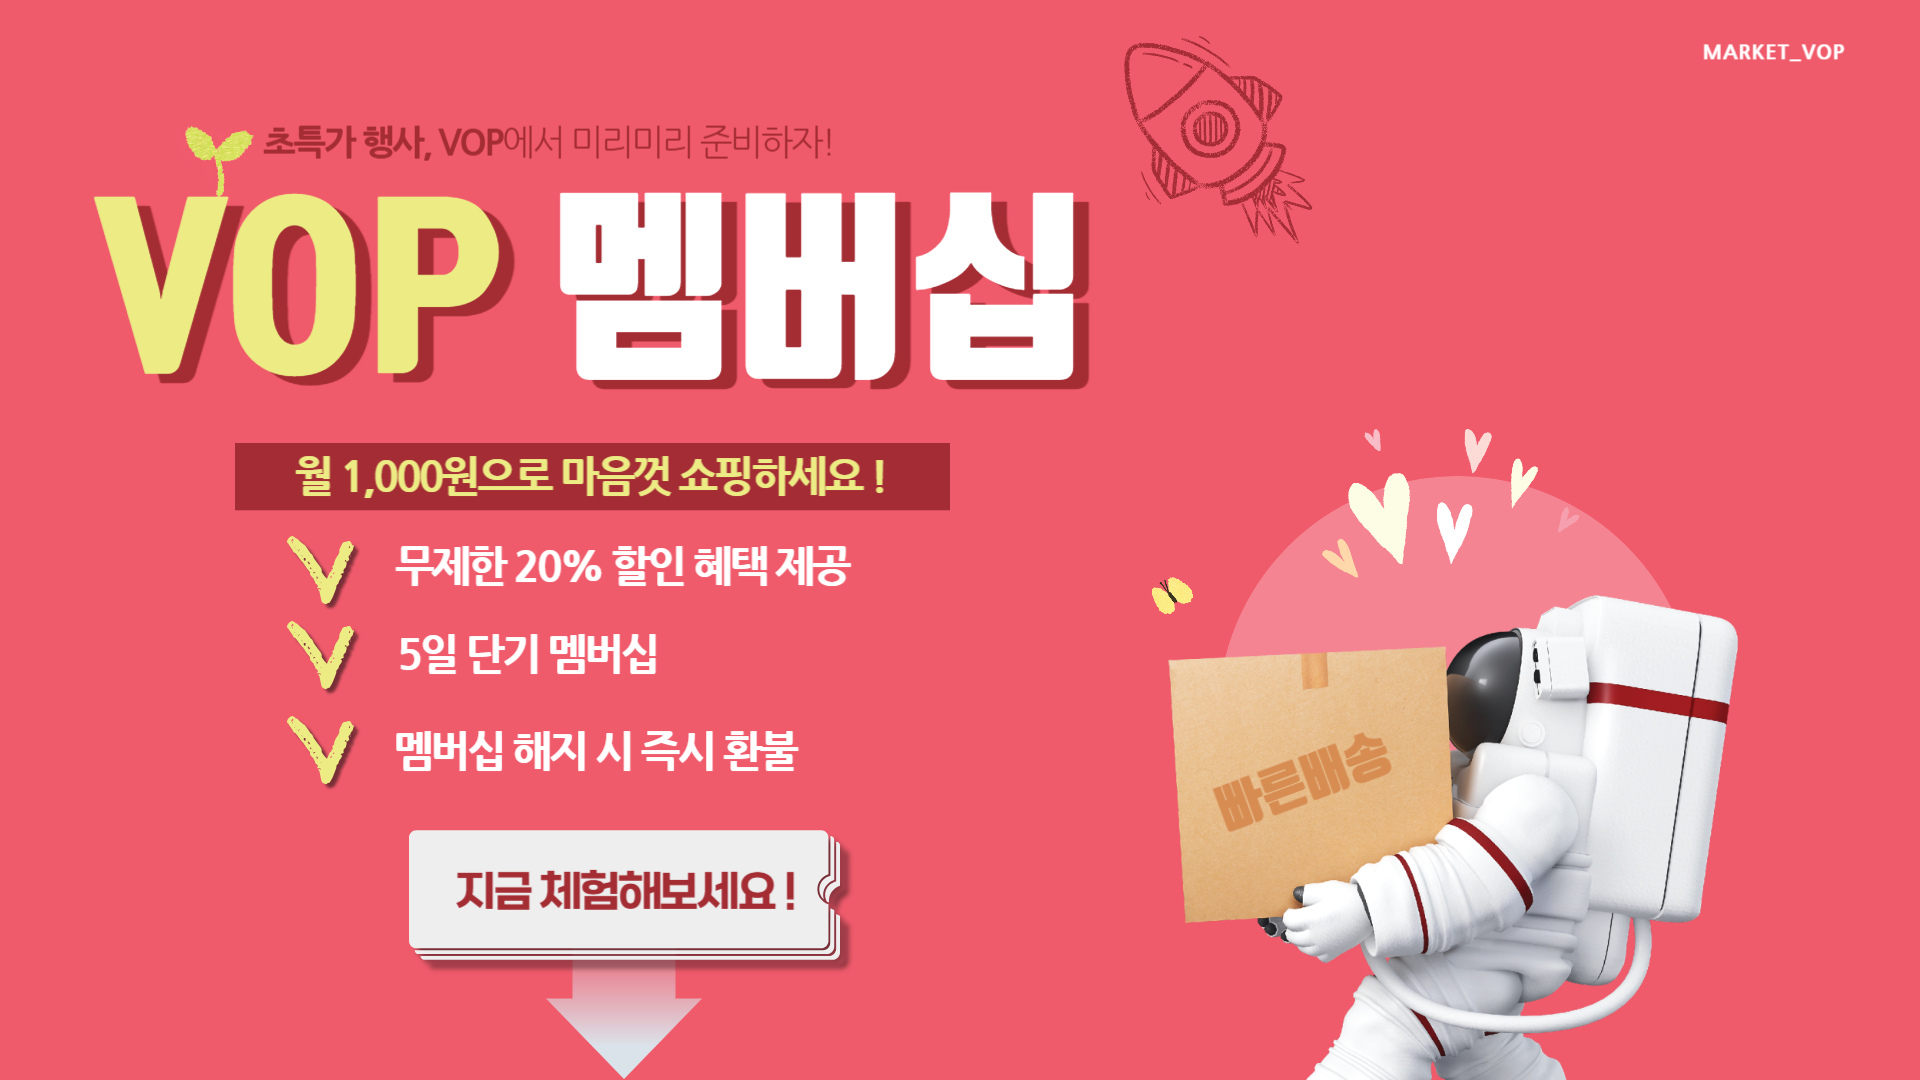 MARKET_VOP
초특가 행사, VOP에서 미리미리 준비하자!
VOP 멤버십
월 1,000원으로 마음껏 쇼핑하세요 !
무제한 20% 할인 혜택 제공
5일 단기 멤버십
멤버십 해지 시 즉시 환불
지금 체험해보세요 !
빠른배송